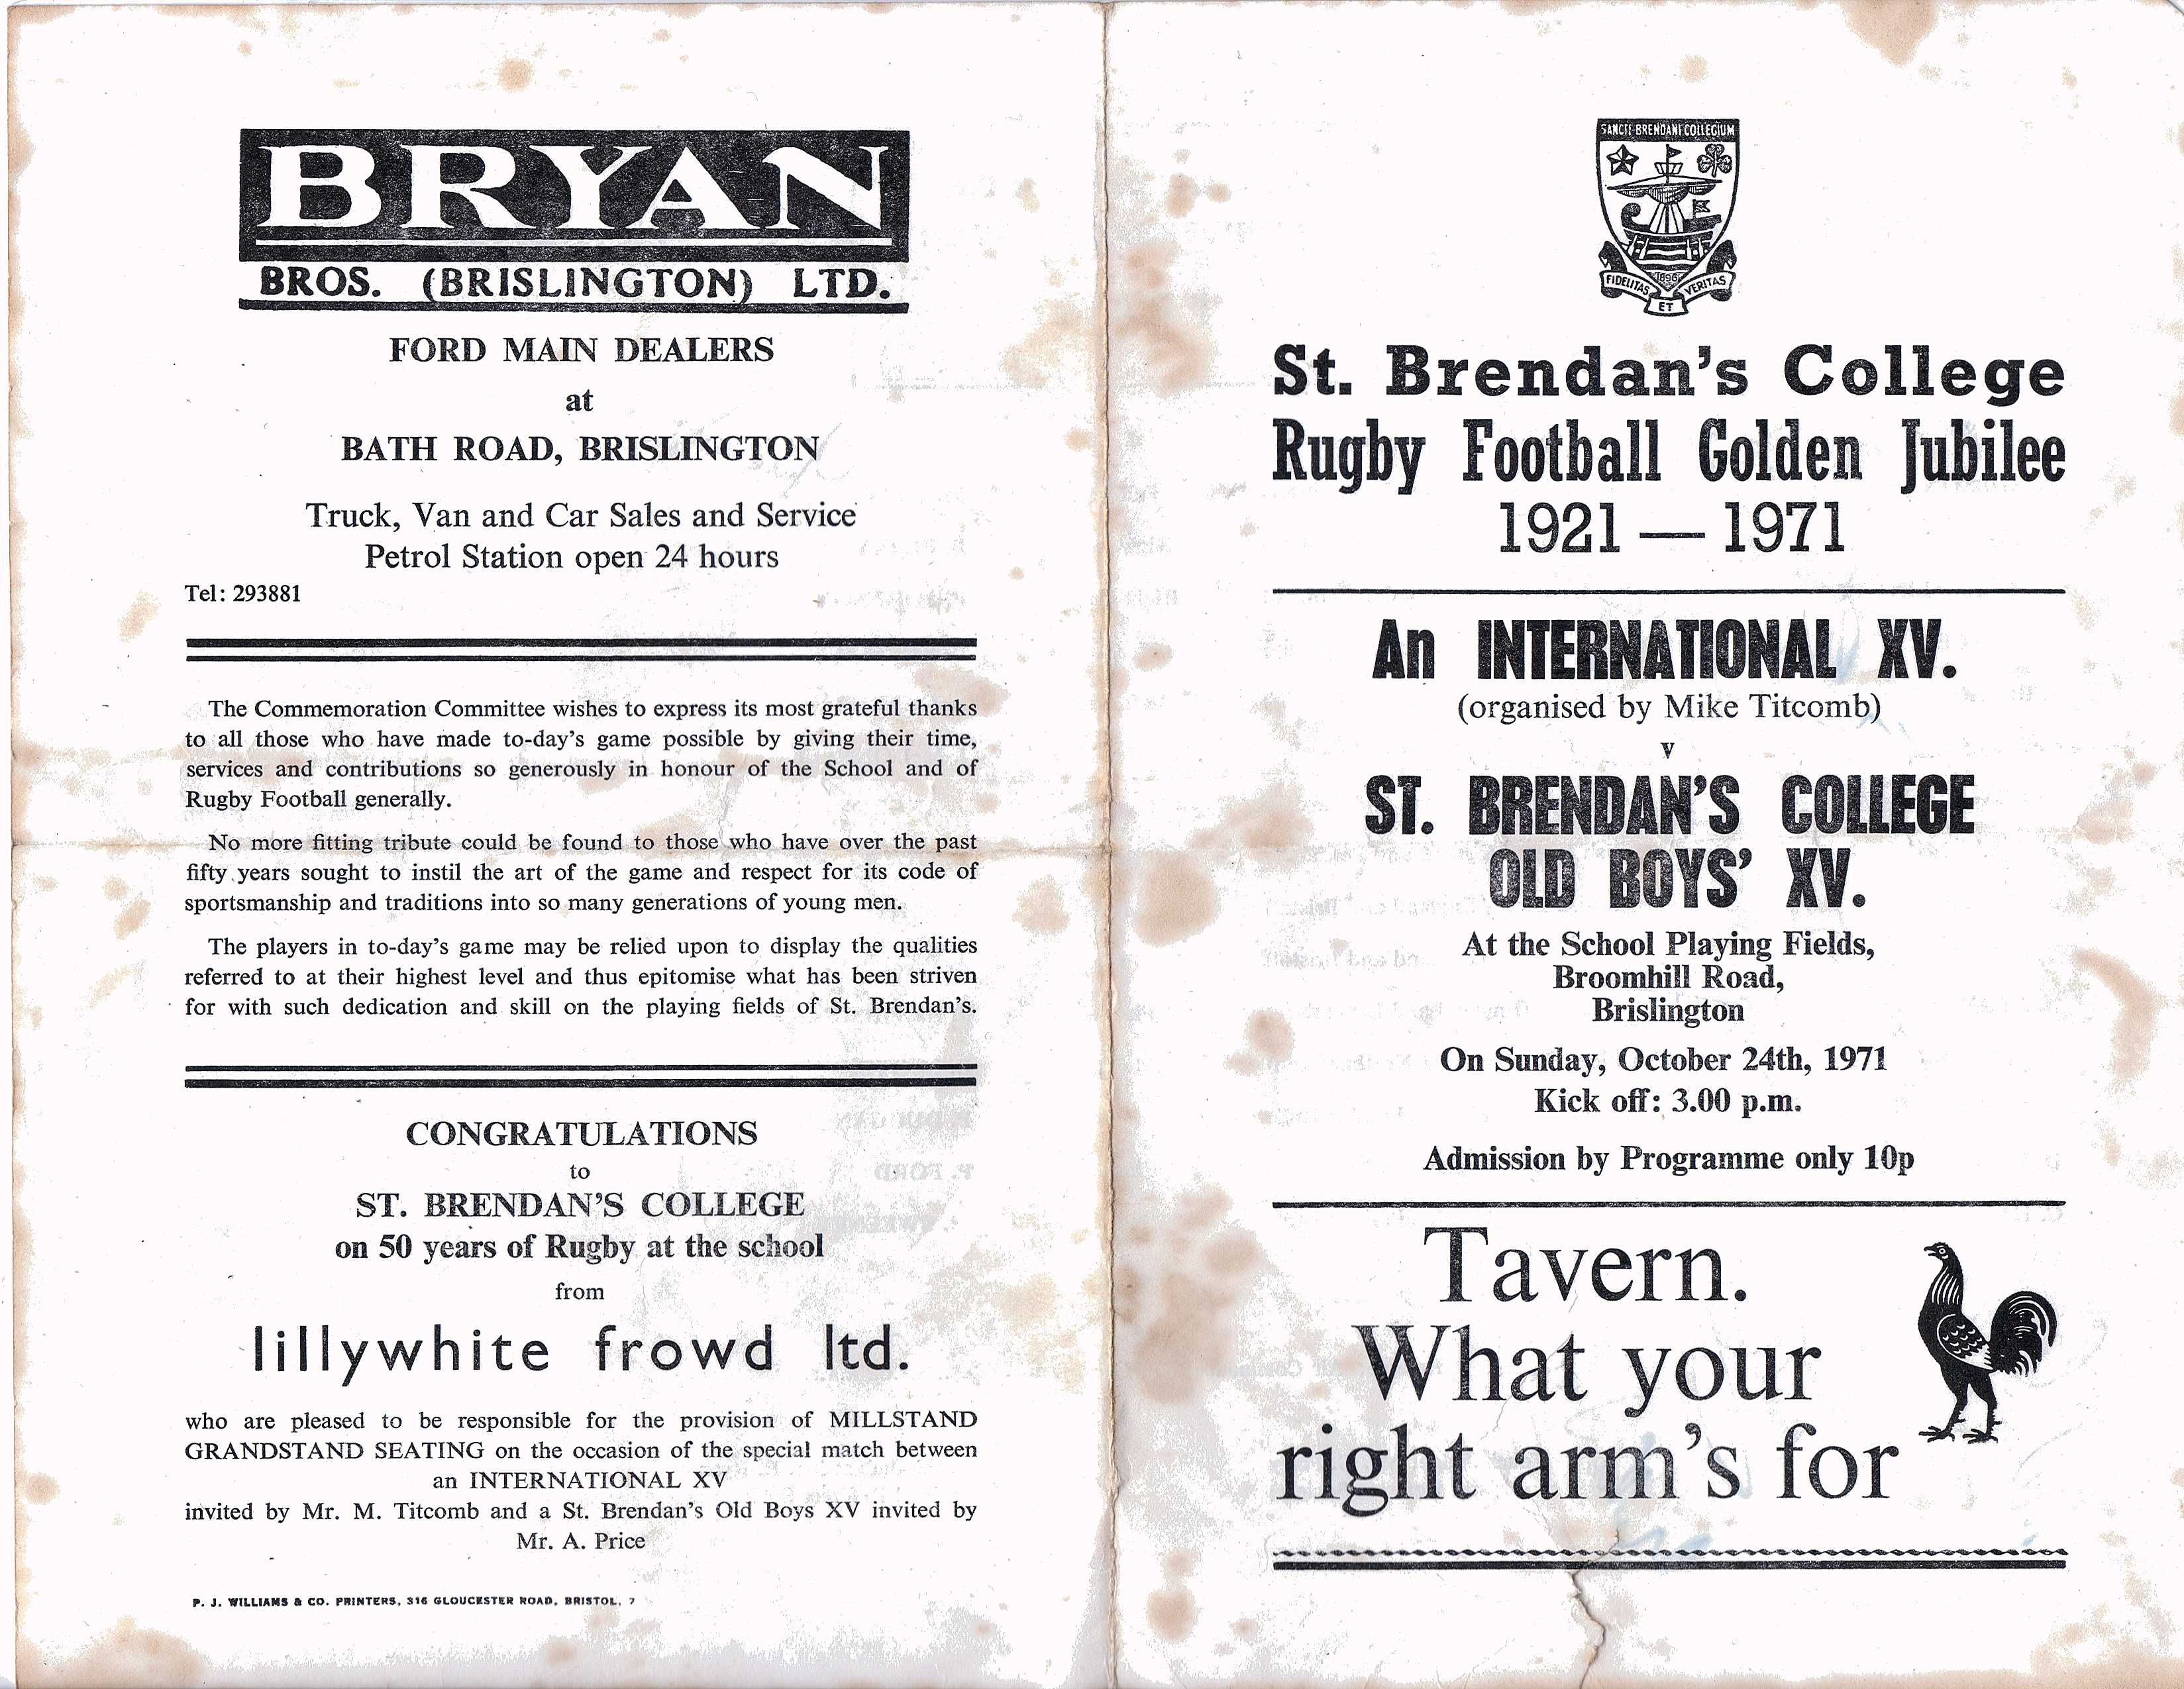 BRYAN
BROS. (BRISLINGTON) LTD.
FORD MAIN DEALERS
at
BATH ROAD, BRISLINGTON
Truck, Van and Car Sales and Service
Petrol Station open 24 hours
Tel: 293881
The Commemoration Committee wishes to express its most grateful thanks
to all those who have made to-day's game possible by giving their time,
services and contributions so generously in honour of the School and of
Rugby Football generally.
No more fitting tribute could be found to those who have over the past
fifty years sought to instil the art of the game and respect for its code of
sportsmanship and traditions into so many generations of young men.
The players in to-day's game may be relied upon to display the qualities
referred to at their highest level and thus epitomise what has been striven
for with such dedication and skill on the playing fields of St. Brendan's.
CONGRATULATIONS
to
ST. BRENDAN'S COLLEGE
on 50 years of Rugby at the school
from
lillywhite frowd ltd.
who are pleased to be responsible for the provision of MILLSTAND
GRANDSTAND SEATING on the occasion of the special match between
an INTERNATIONAL XV
invited by Mr. M. Titcomb and a St. Brendan's Old Boys XV invited by
Mr. A. Price
P. J. WILLIAMS & CO. PRINTERS, 316 GLOUCESTER ROAD, BRISTOL, 7
SANCTI BRENDANI COLLEGIUM
1896
FIDELITAS ET VERITAS
St. Brendan's College
Rugby Football Golden Jubilee
1921 — 1971
An INTERNATIONAL XV.
(organised by Mike Titcomb)
v
ST. BRENDAN'S COLLEGE
OLD BOYS' XV.
At the School Playing Fields,
Broomhill Road,
Brislington
On Sunday, October 24th, 1971
Kick off: 3.00 p.m.
Admission by Programme only 10p
Tavern.
What your
right arm's for